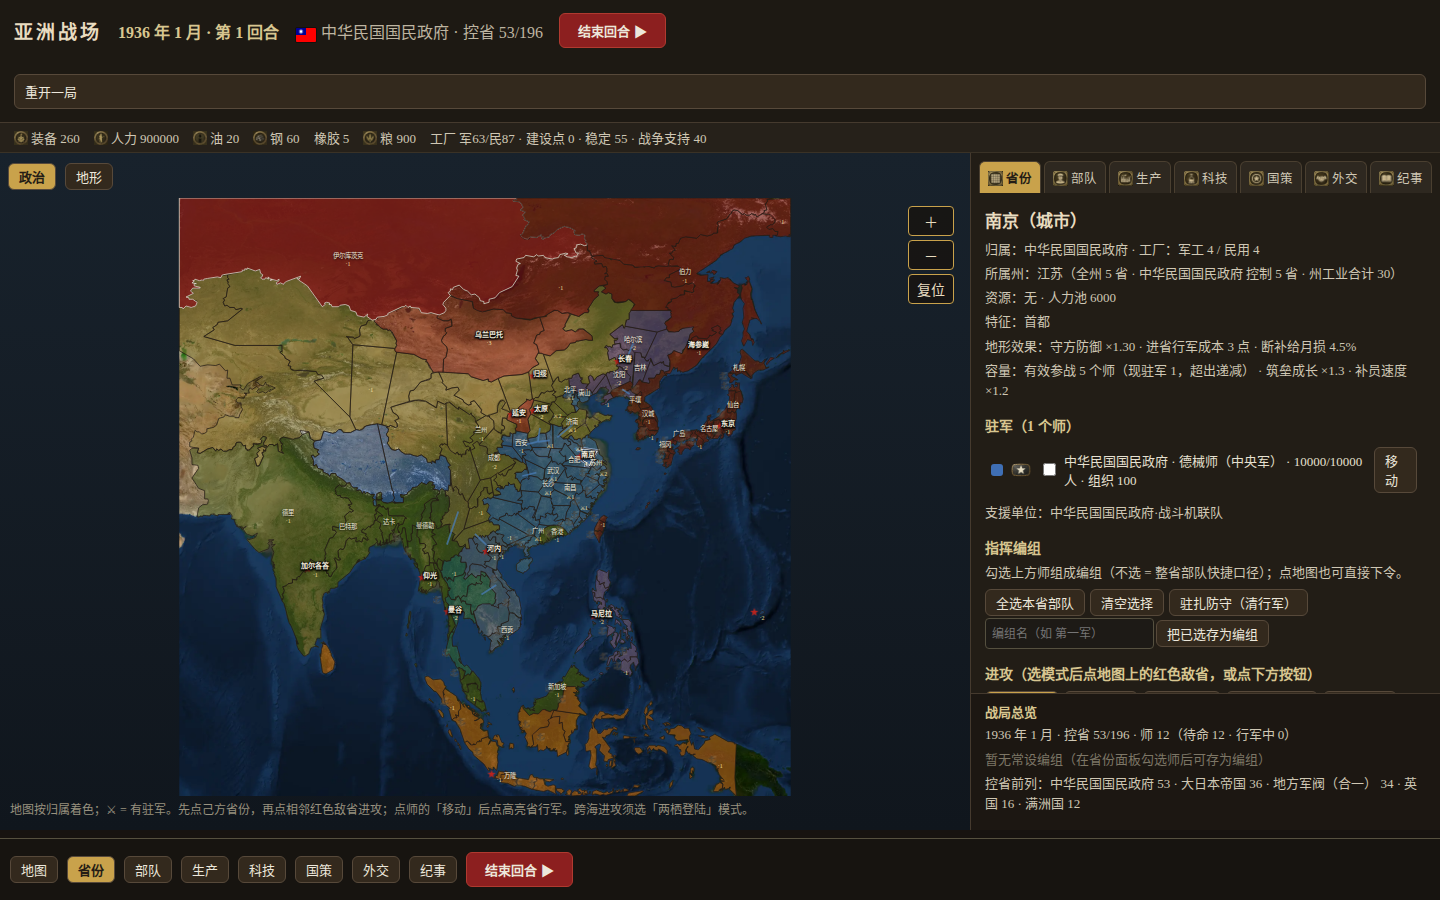 亚洲战场 1936 年 1 月 · 第 1 回合 中华民国国民政府 · 控省 53/196 结束回合 ▶
重开一局
装备 260 人力 900000 油 20 钢 60 橡胶 5 粮 900 工厂 军63/民87 · 建设点 0 · 稳定 55 · 战争支持 40
政治 地形
省份 部队 生产 科技 国策 外交 纪事
+
−
复位
伊尔库茨克
伯力
乌兰巴托
哈尔滨
海参崴
长春
吉林
沈阳
札幌
归绥
北平
唐山
平壤
仙台
延安
太原
汉城
东京
济南
名古屋
广岛
兰州
福冈
西安
成都
合肥
南京
武汉
长沙
南昌
德里
巴特那
达卡
曼德勒
广州
香港
河内
加尔各答
仰光
曼谷
马尼拉
西贡
新加坡
万隆
地图按归属着色；⚔ = 有驻军。先点己方省份，再点相邻红色敌省进攻；点师的「移动」后点高亮省行军。跨海进攻须选「两栖登陆」模式。
南京（城市）
归属：中华民国国民政府 · 工厂：军工 4 / 民用 4
所属州：江苏（全州 5 省 · 中华民国国民政府 控制 5 省 · 州工业合计 30）
资源：无 · 人力池 6000
特征：首都
地形效果：守方防御 ×1.30 · 进省行军成本 3 点 · 断补给月损 4.5%
容量：有效参战 5 个师（现驻军 1，超出递减） · 筑垒成长 ×1.3 · 补员速度
×1.2
驻军（1 个师）
中华民国国民政府 · 德械师（中央军） · 10000/10000
人 · 组织 100
移动
支援单位：中华民国国民政府·战斗机联队
指挥编组
勾选上方师组成编组（不选 = 整省部队快捷口径）；点地图也可直接下令。
全选本省部队 清空选择 驻扎防守（清行军）
编组名（如 第一军） 把已选存为编组
进攻（选模式后点地图上的红色敌省，或点下方按钮）
战局总览
1936 年 1 月 · 控省 53/196 · 师 12（待命 12 · 行军中 0）
暂无常设编组（在省份面板勾选师后可存为编组）
控省前列：中华民国国民政府 53 · 大日本帝国 36 · 地方军阀（合一） 34 · 英
国 16 · 满洲国 12
地图 省份 部队 生产 科技 国策 外交 纪事 结束回合 ▶